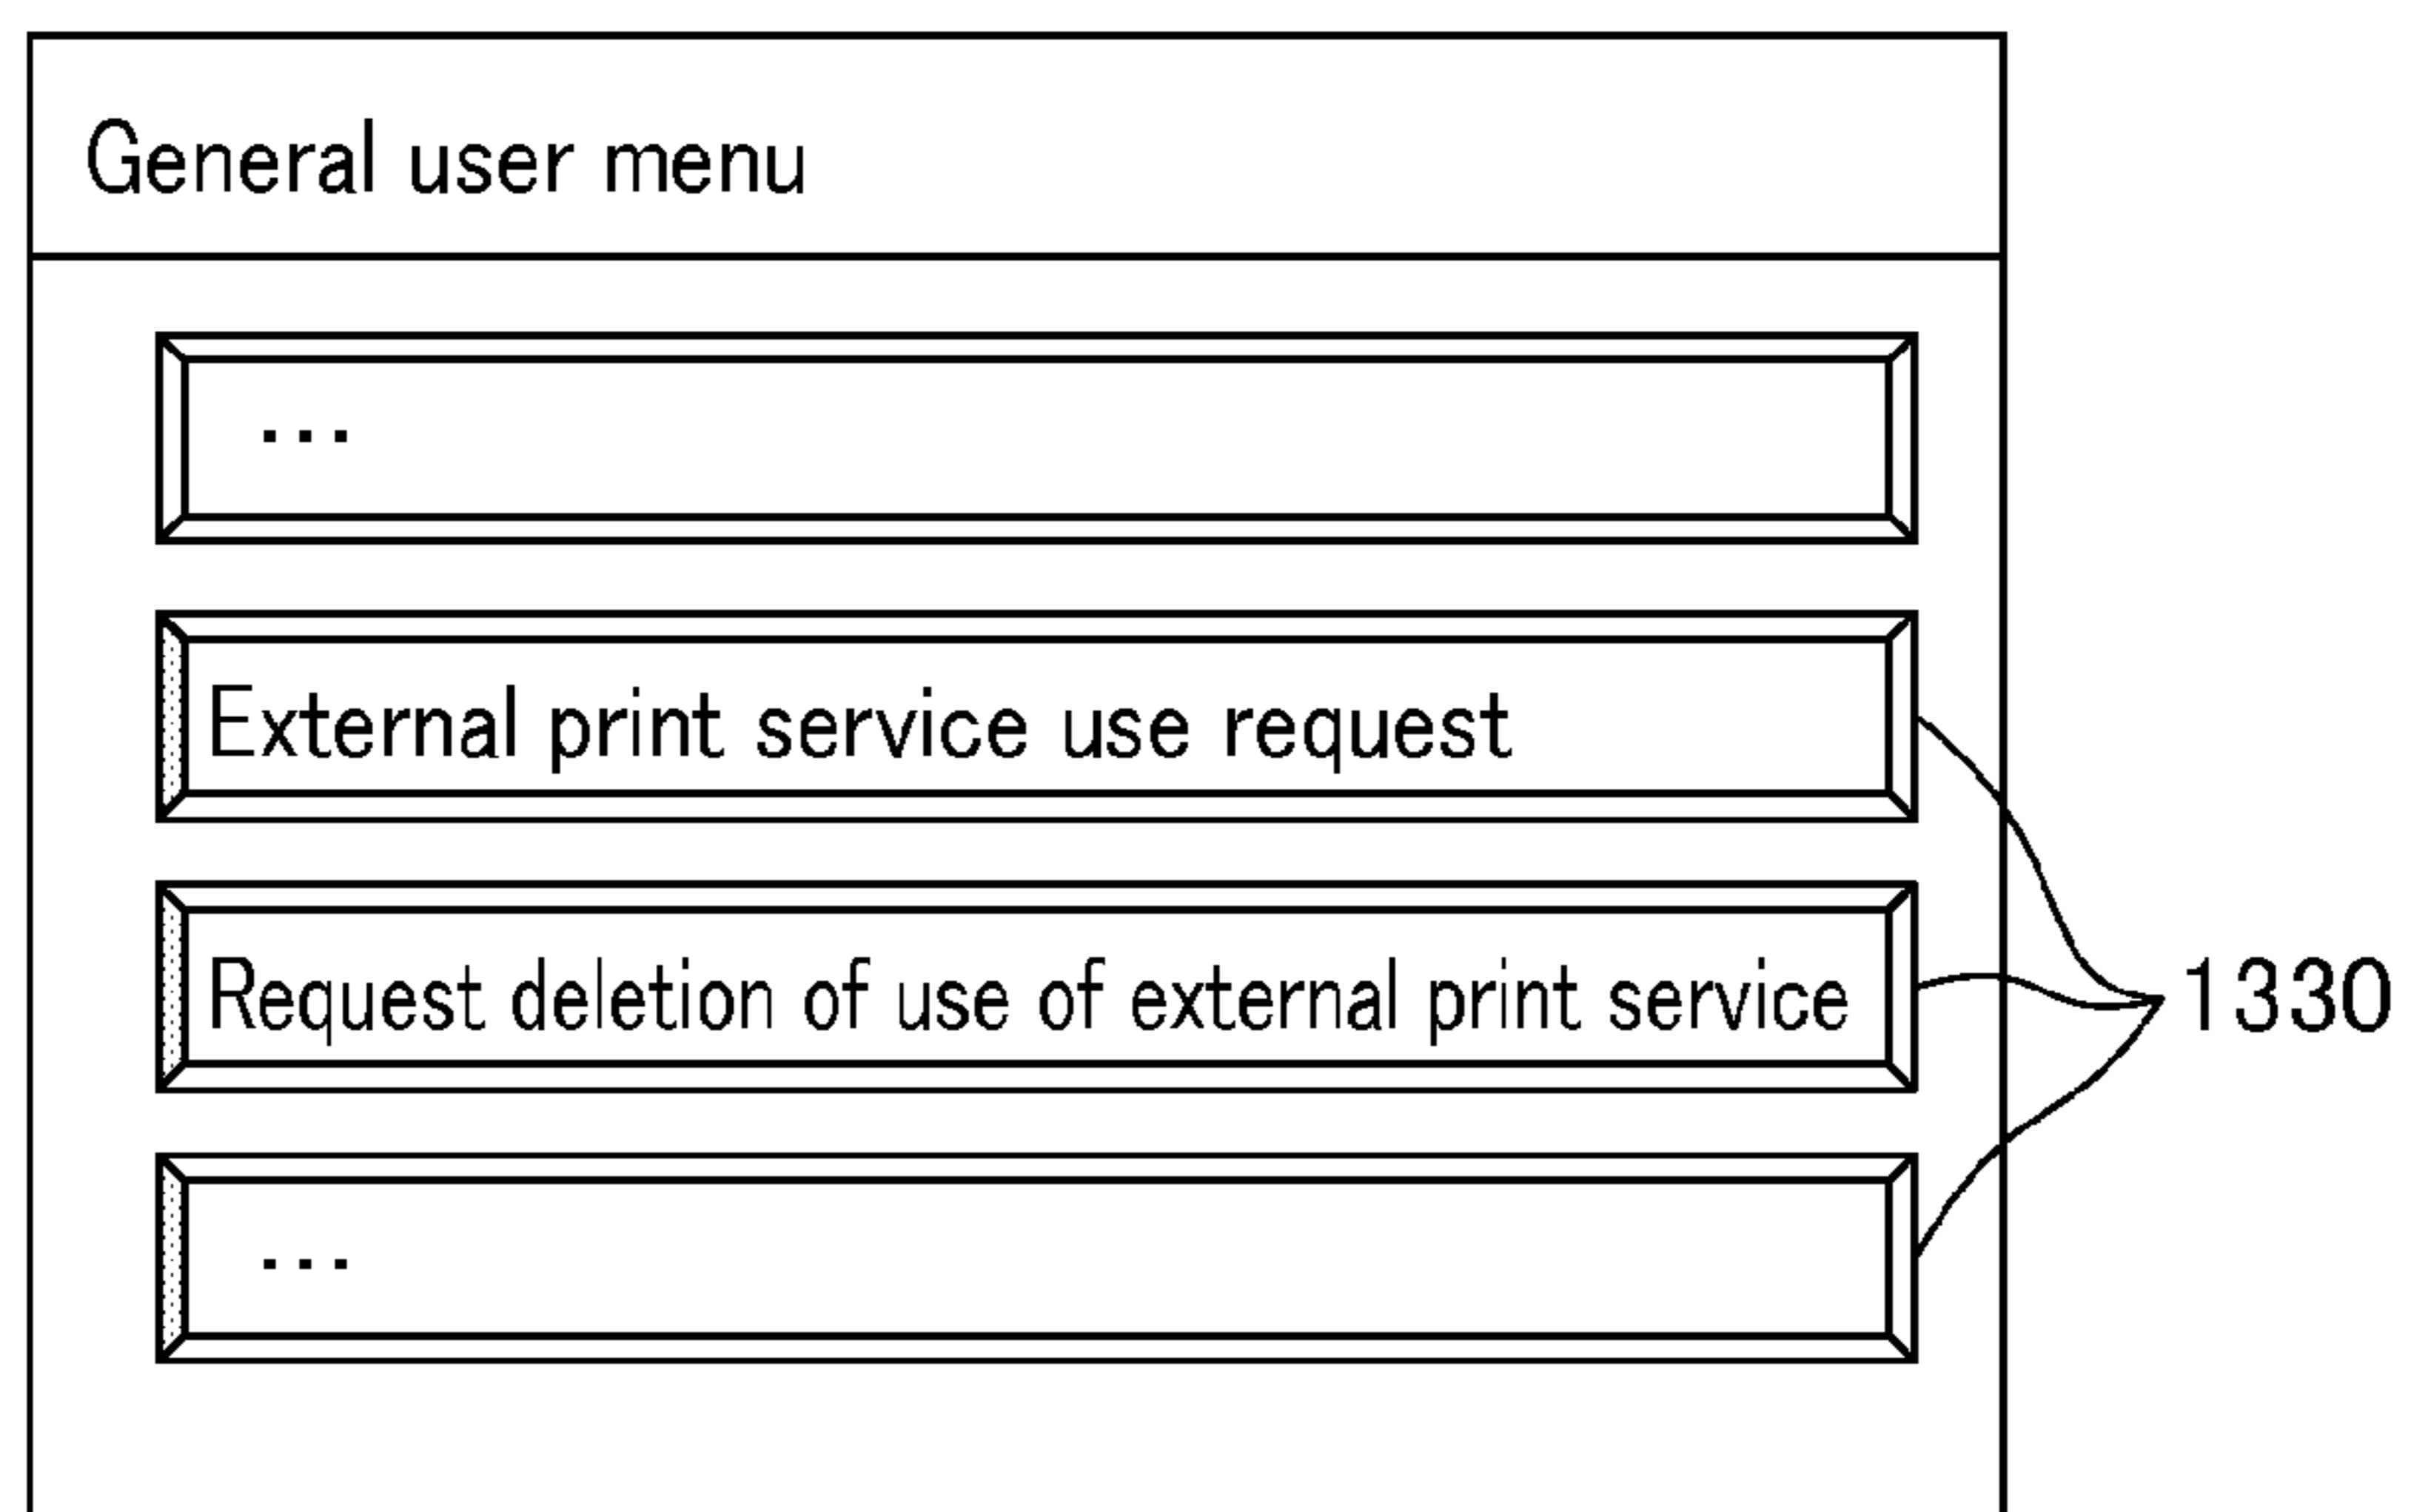 General user menu
...
External print service use request
Request deletion of use of external print service
1330
...